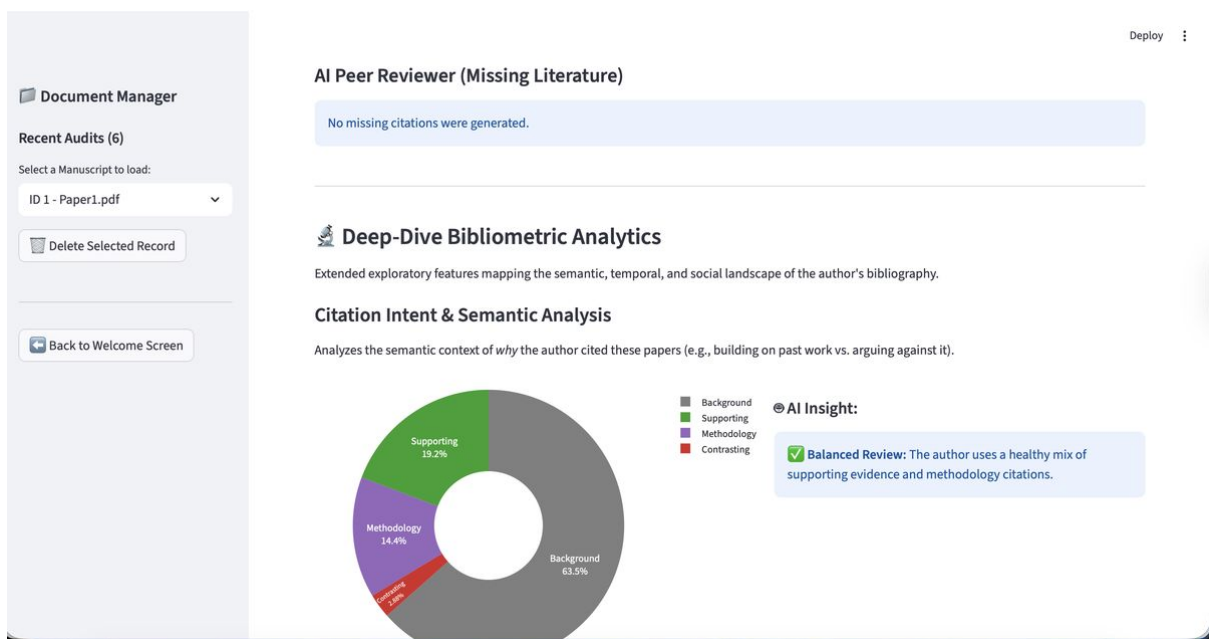 Deploy
Document Manager
Recent Audits (6)
Select a Manuscript to load:
ID 1 - Paper1.pdf
Delete Selected Record
Back to Welcome Screen
AI Peer Reviewer (Missing Literature)
No missing citations were generated.
Deep-Dive Bibliometric Analytics
Extended exploratory features mapping the semantic, temporal, and social landscape of the author's bibliography.
Citation Intent & Semantic Analysis
Analyzes the semantic context of why the author cited these papers (e.g., building on past work vs. arguing against it).
Supporting
19.2%
Methodology
14.4%
Contrasting
2.88%
Background
63.5%
Background
Supporting
Methodology
Contrasting
AI Insight:
Balanced Review: The author uses a healthy mix of
supporting evidence and methodology citations.